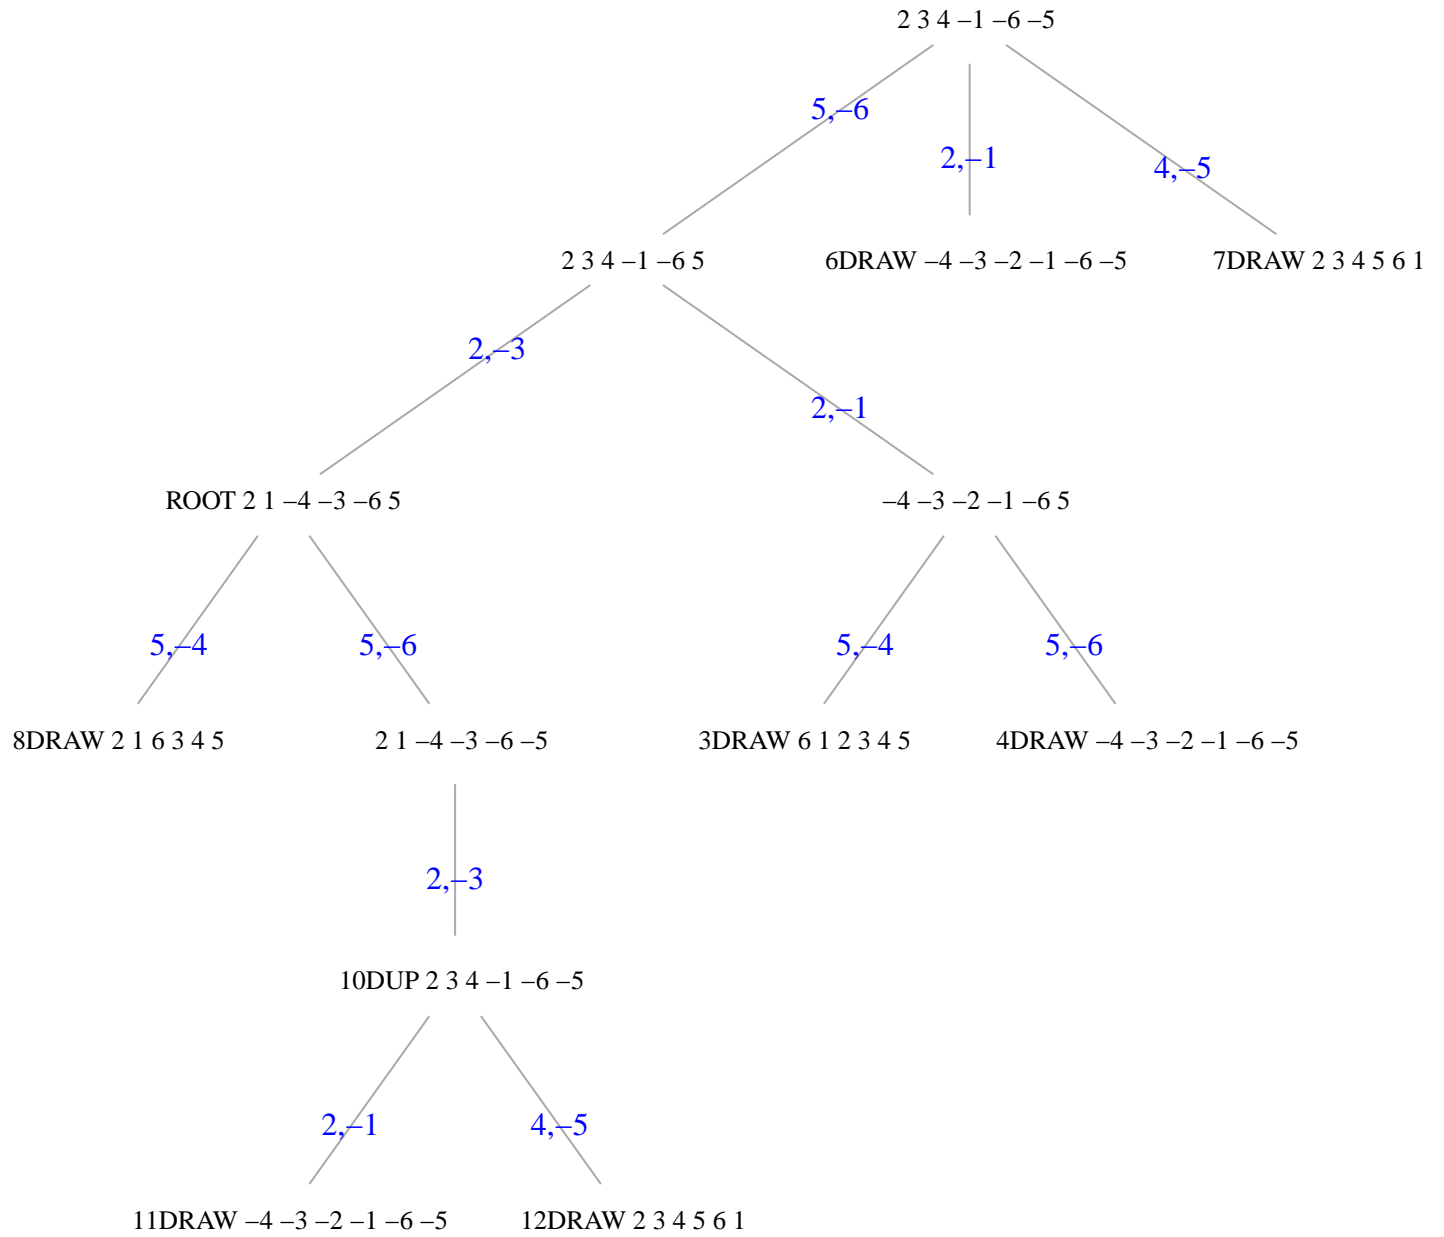 2 3 4 –1 –6 –5
5,–6
2,–1
4,–5
2 3 4 –1 –6 5
6DRAW –4 –3 –2 –1 –6 –5
7DRAW 2 3 4 5 6 1
2,–3
2,–1
ROOT 2 1 –4 –3 –6 5
–4 –3 –2 –1 –6 5
5,–4
5,–6
5,–4
5,–6
8DRAW 2 1 6 3 4 5
2 1 –4 –3 –6 –5
3DRAW 6 1 2 3 4 5
4DRAW –4 –3 –2 –1 –6 –5
2,–3
10DUP 2 3 4 –1 –6 –5
2,–1
4,–5
11DRAW –4 –3 –2 –1 –6 –5
12DRAW 2 3 4 5 6 1